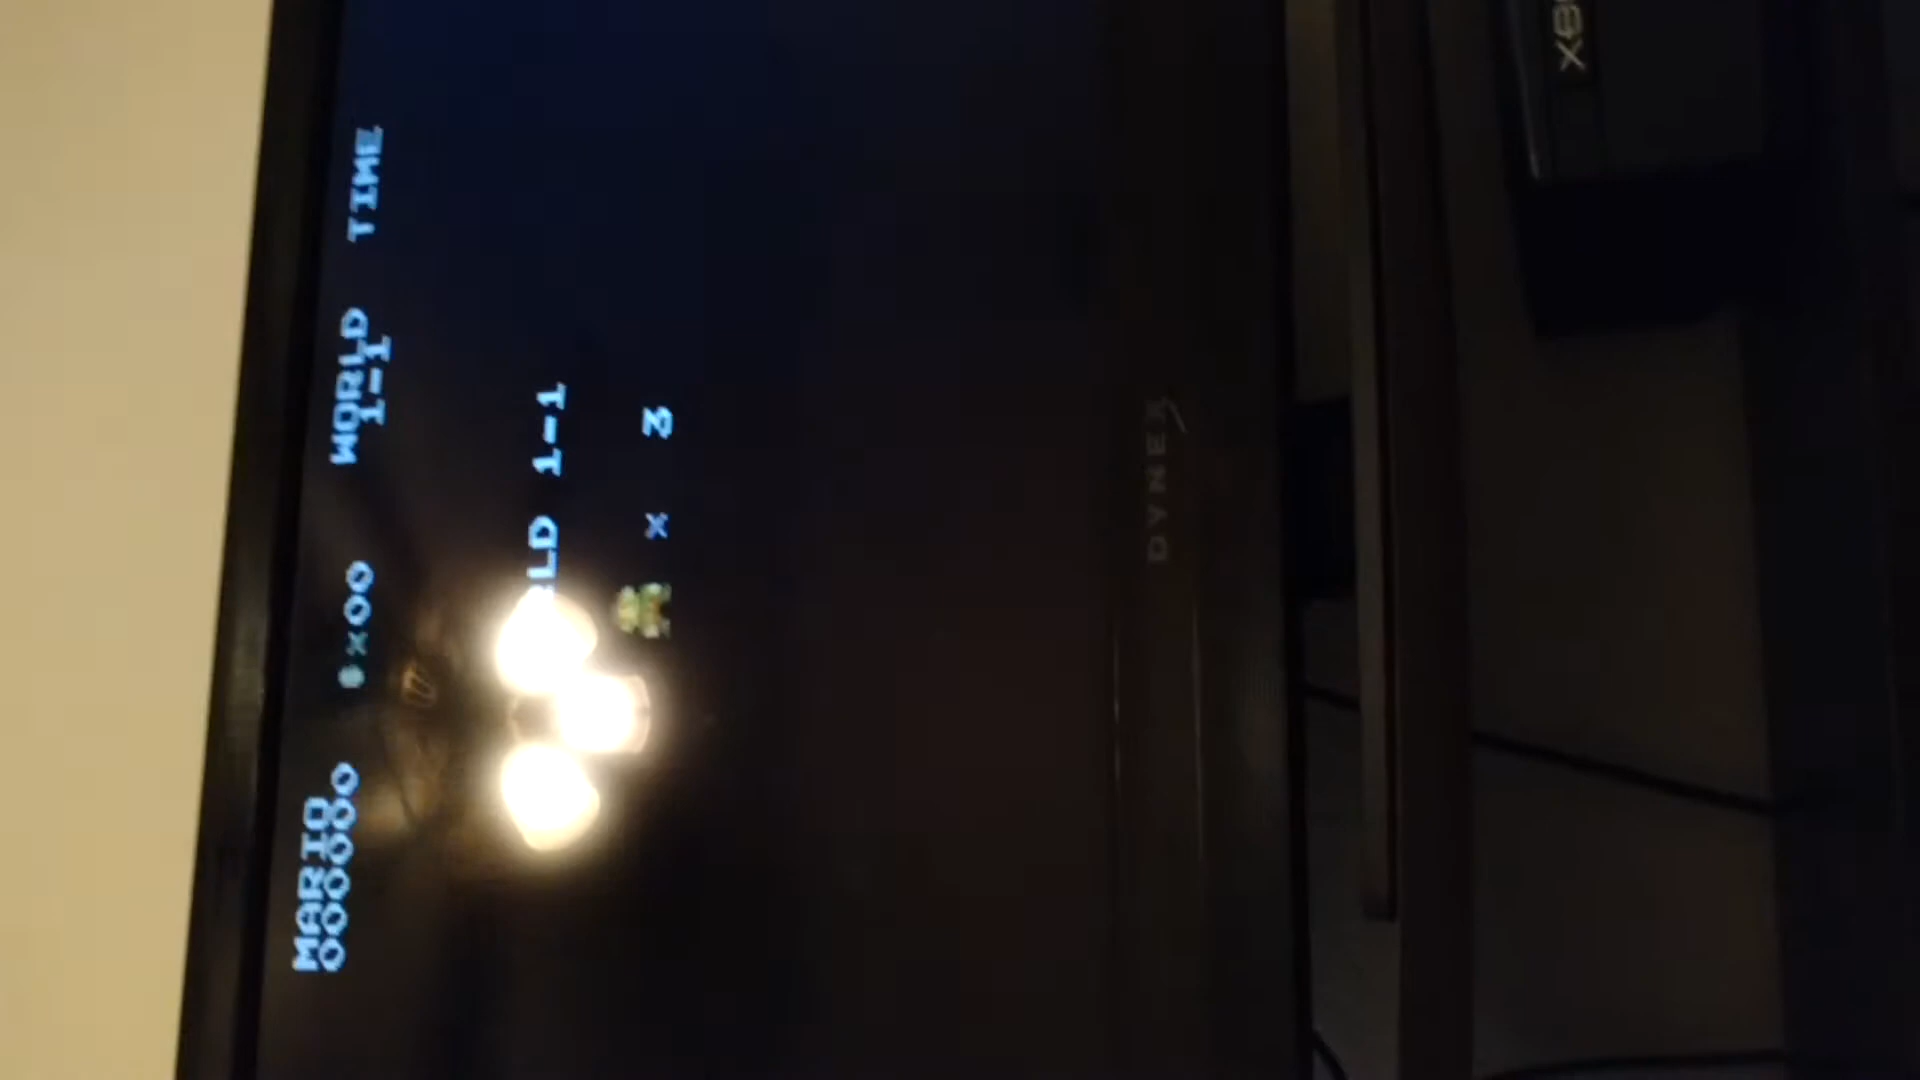 MARIO WORLD TIME
000000 ×00 1-1
LD 1-1
× 3
DYNEX